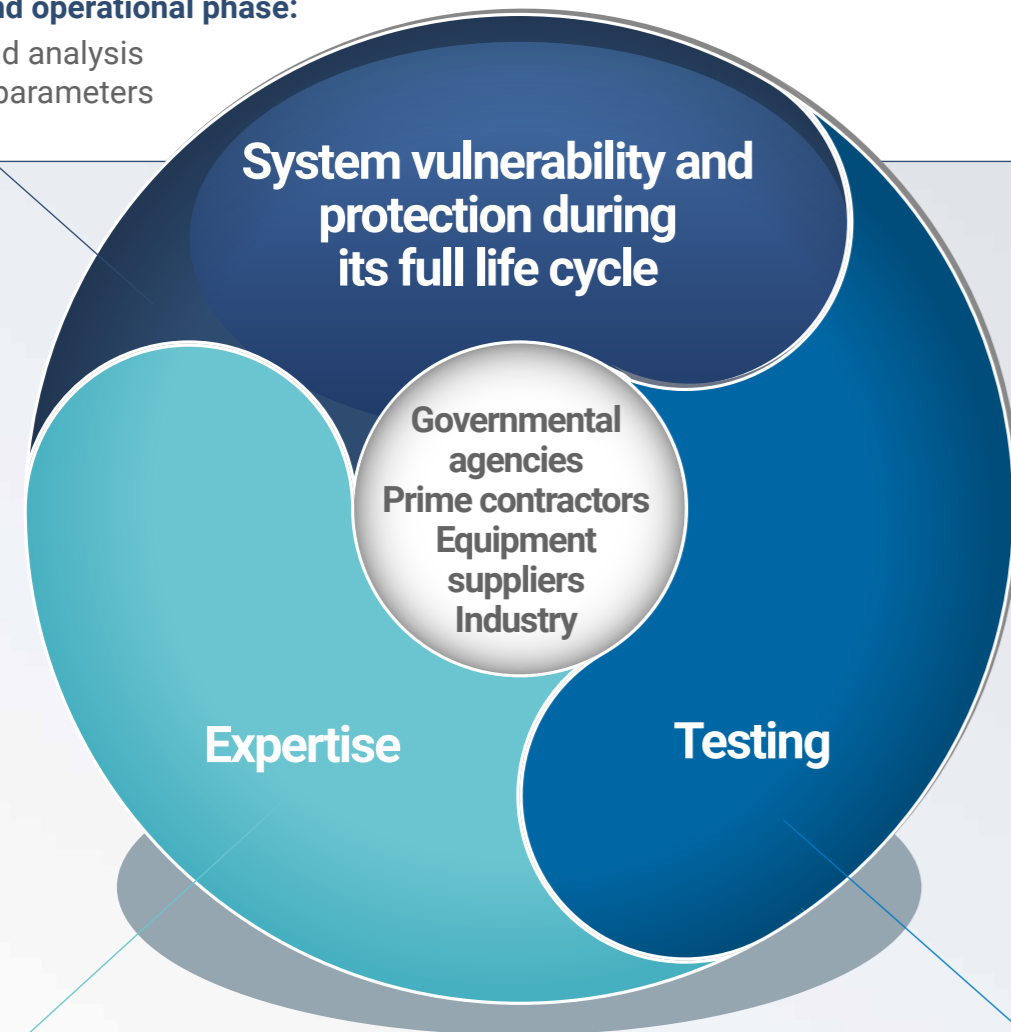 nd operational phase:
d analysis
parameters
System vulnerability and
protection during
its full life cycle
Governmental
agencies
Prime contractors
Equipment
suppliers
Industry
Expertise
Testing